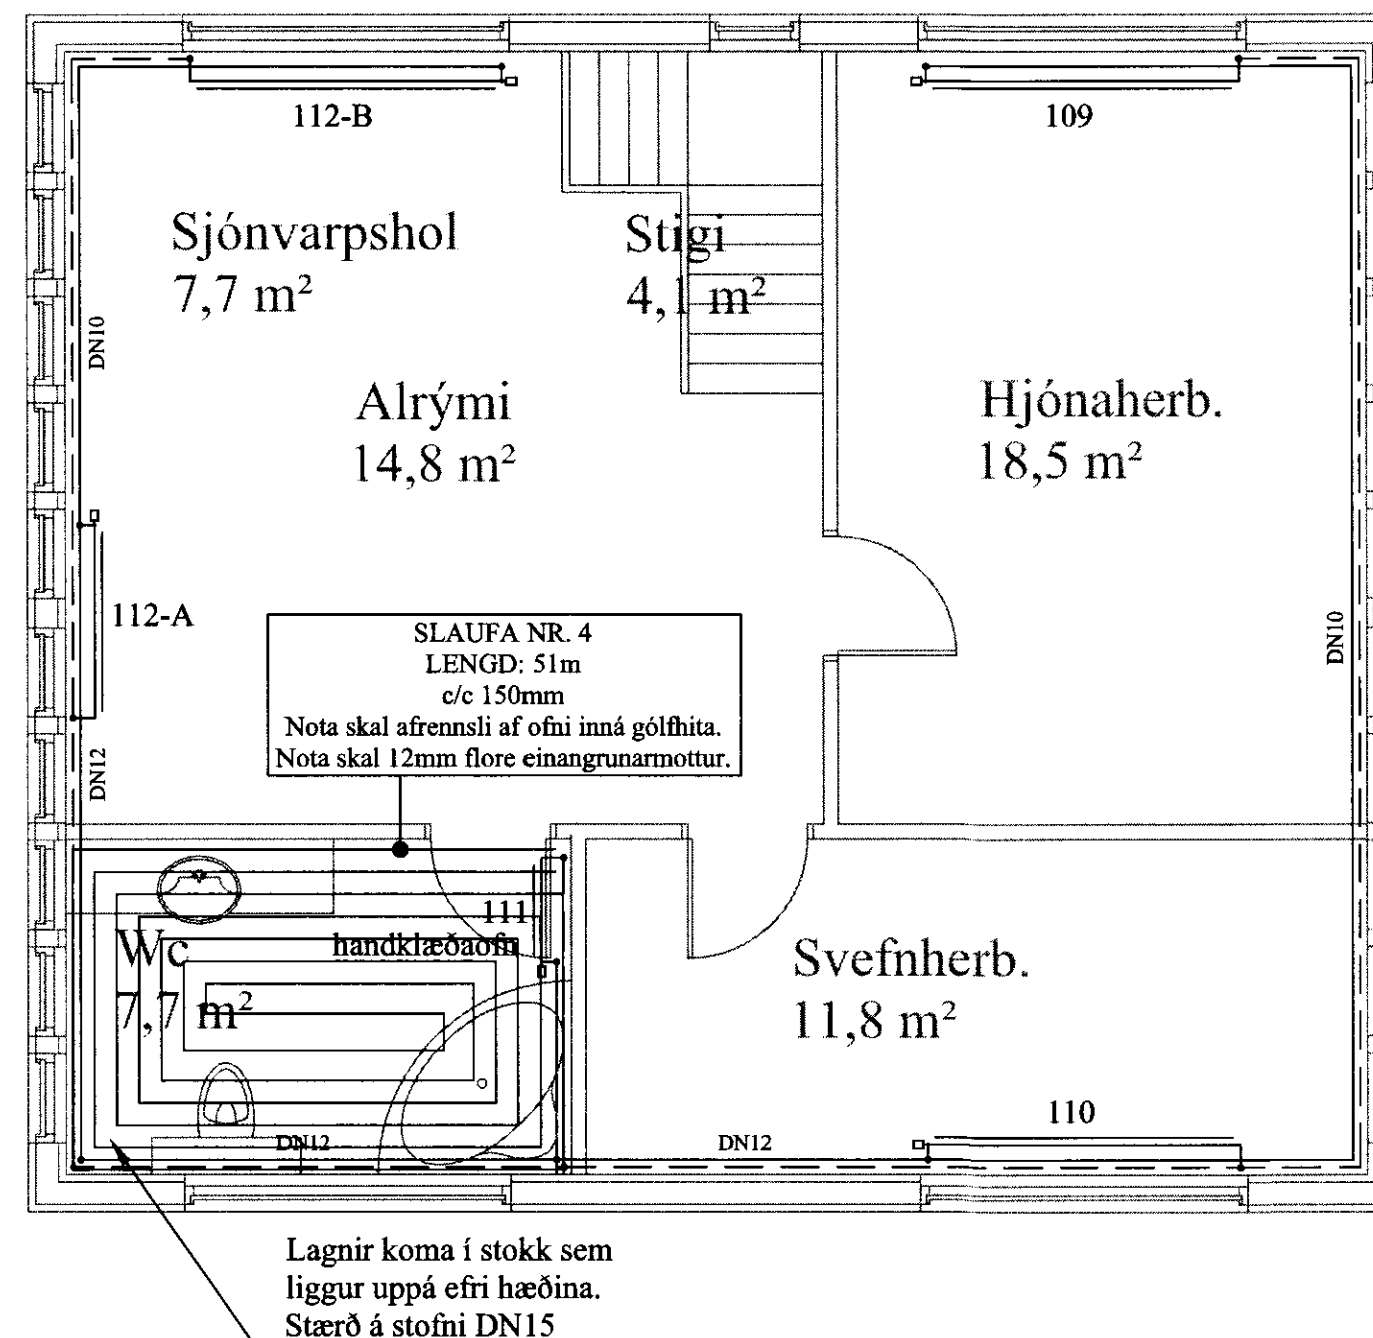 112-B
109
Sjónvarpshol
7,7 m²
Stigi
4,1 m²
DN10
Alrými
14,8 m²
Hjónaherb.
18,5 m²
112-A
DN10
SLAUFA NR. 4
LENGD: 51m
c/c 150mm
Nota skal afrennsli af ofni inná gólfhita.
Nota skal 12mm flore einangrunarmottur.
DN12
111
handklæðaofn
Wc
7,7 m²
Svefnherb.
11,8 m²
110
DN12
DN12
Lagnir koma í stokk sem
liggur uppá efri hæðina.
Stærð á stofni DN15